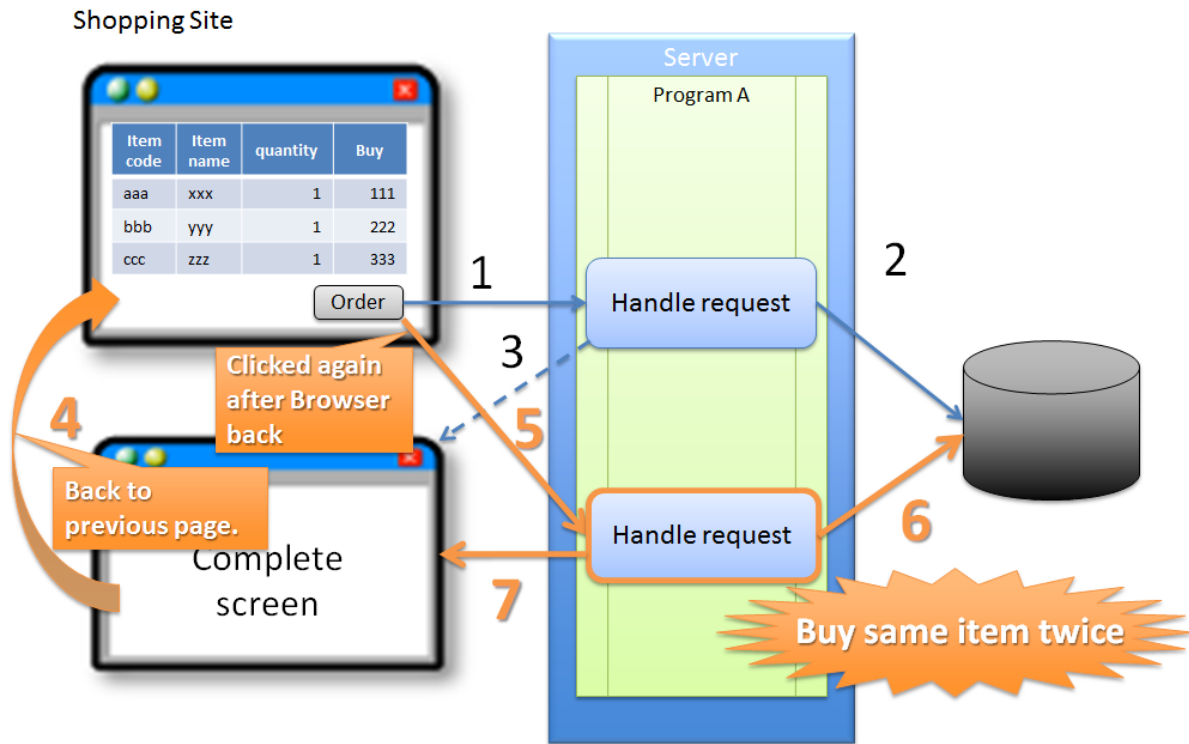 Shopping Site
Server
Program A
Item code
Item name
quantity
Buy
aaa xxx 1 111
bbb yyy 1 222
ccc zzz 1 333
Order
1
2
Handle request
3
Clicked again
after Browser
back
4
5
Back to
previous page.
Complete
screen
Handle request
6
7
Buy same item twice